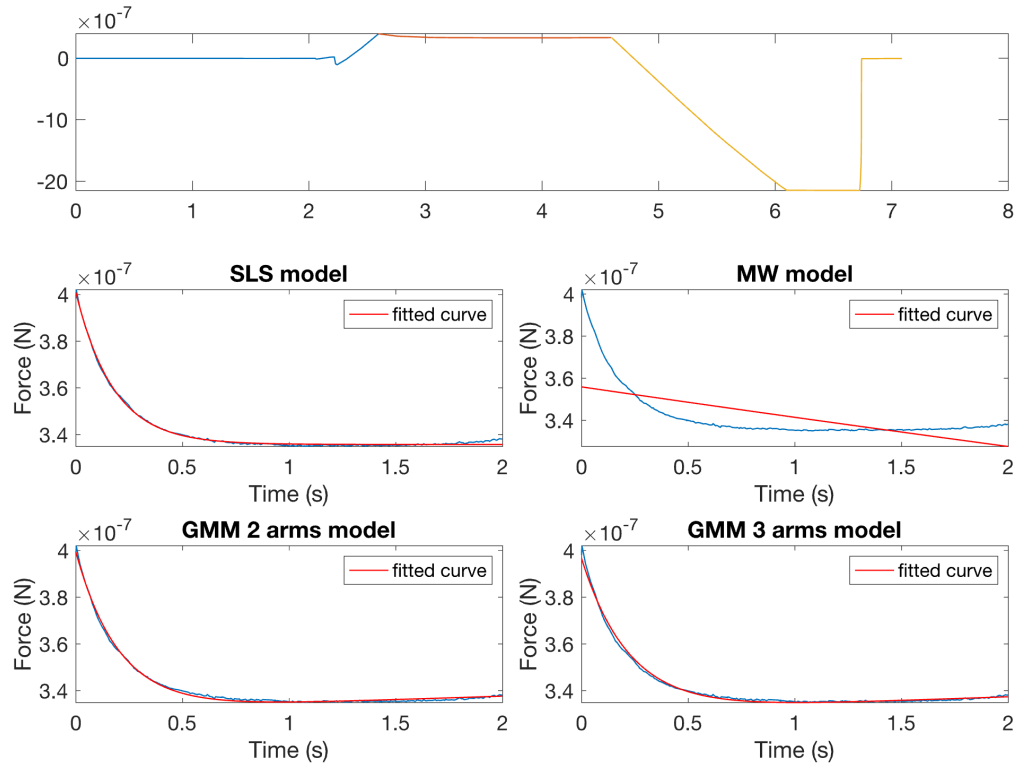 ×10-7
0
-10
-20
0 1 2 3 4 5 6 7 8
SLS model
×10-7
4
3.8
3.6
3.4
Force (N)
fitted curve
0 0.5 1 1.5 2
Time (s)
MW model
×10-7
4
3.8
3.6
3.4
Force (N)
fitted curve
0 0.5 1 1.5 2
Time (s)
GMM 2 arms model
×10-7
4
3.8
3.6
3.4
Force (N)
fitted curve
0 0.5 1 1.5 2
Time (s)
GMM 3 arms model
×10-7
4
3.8
3.6
3.4
Force (N)
fitted curve
0 0.5 1 1.5 2
Time (s)